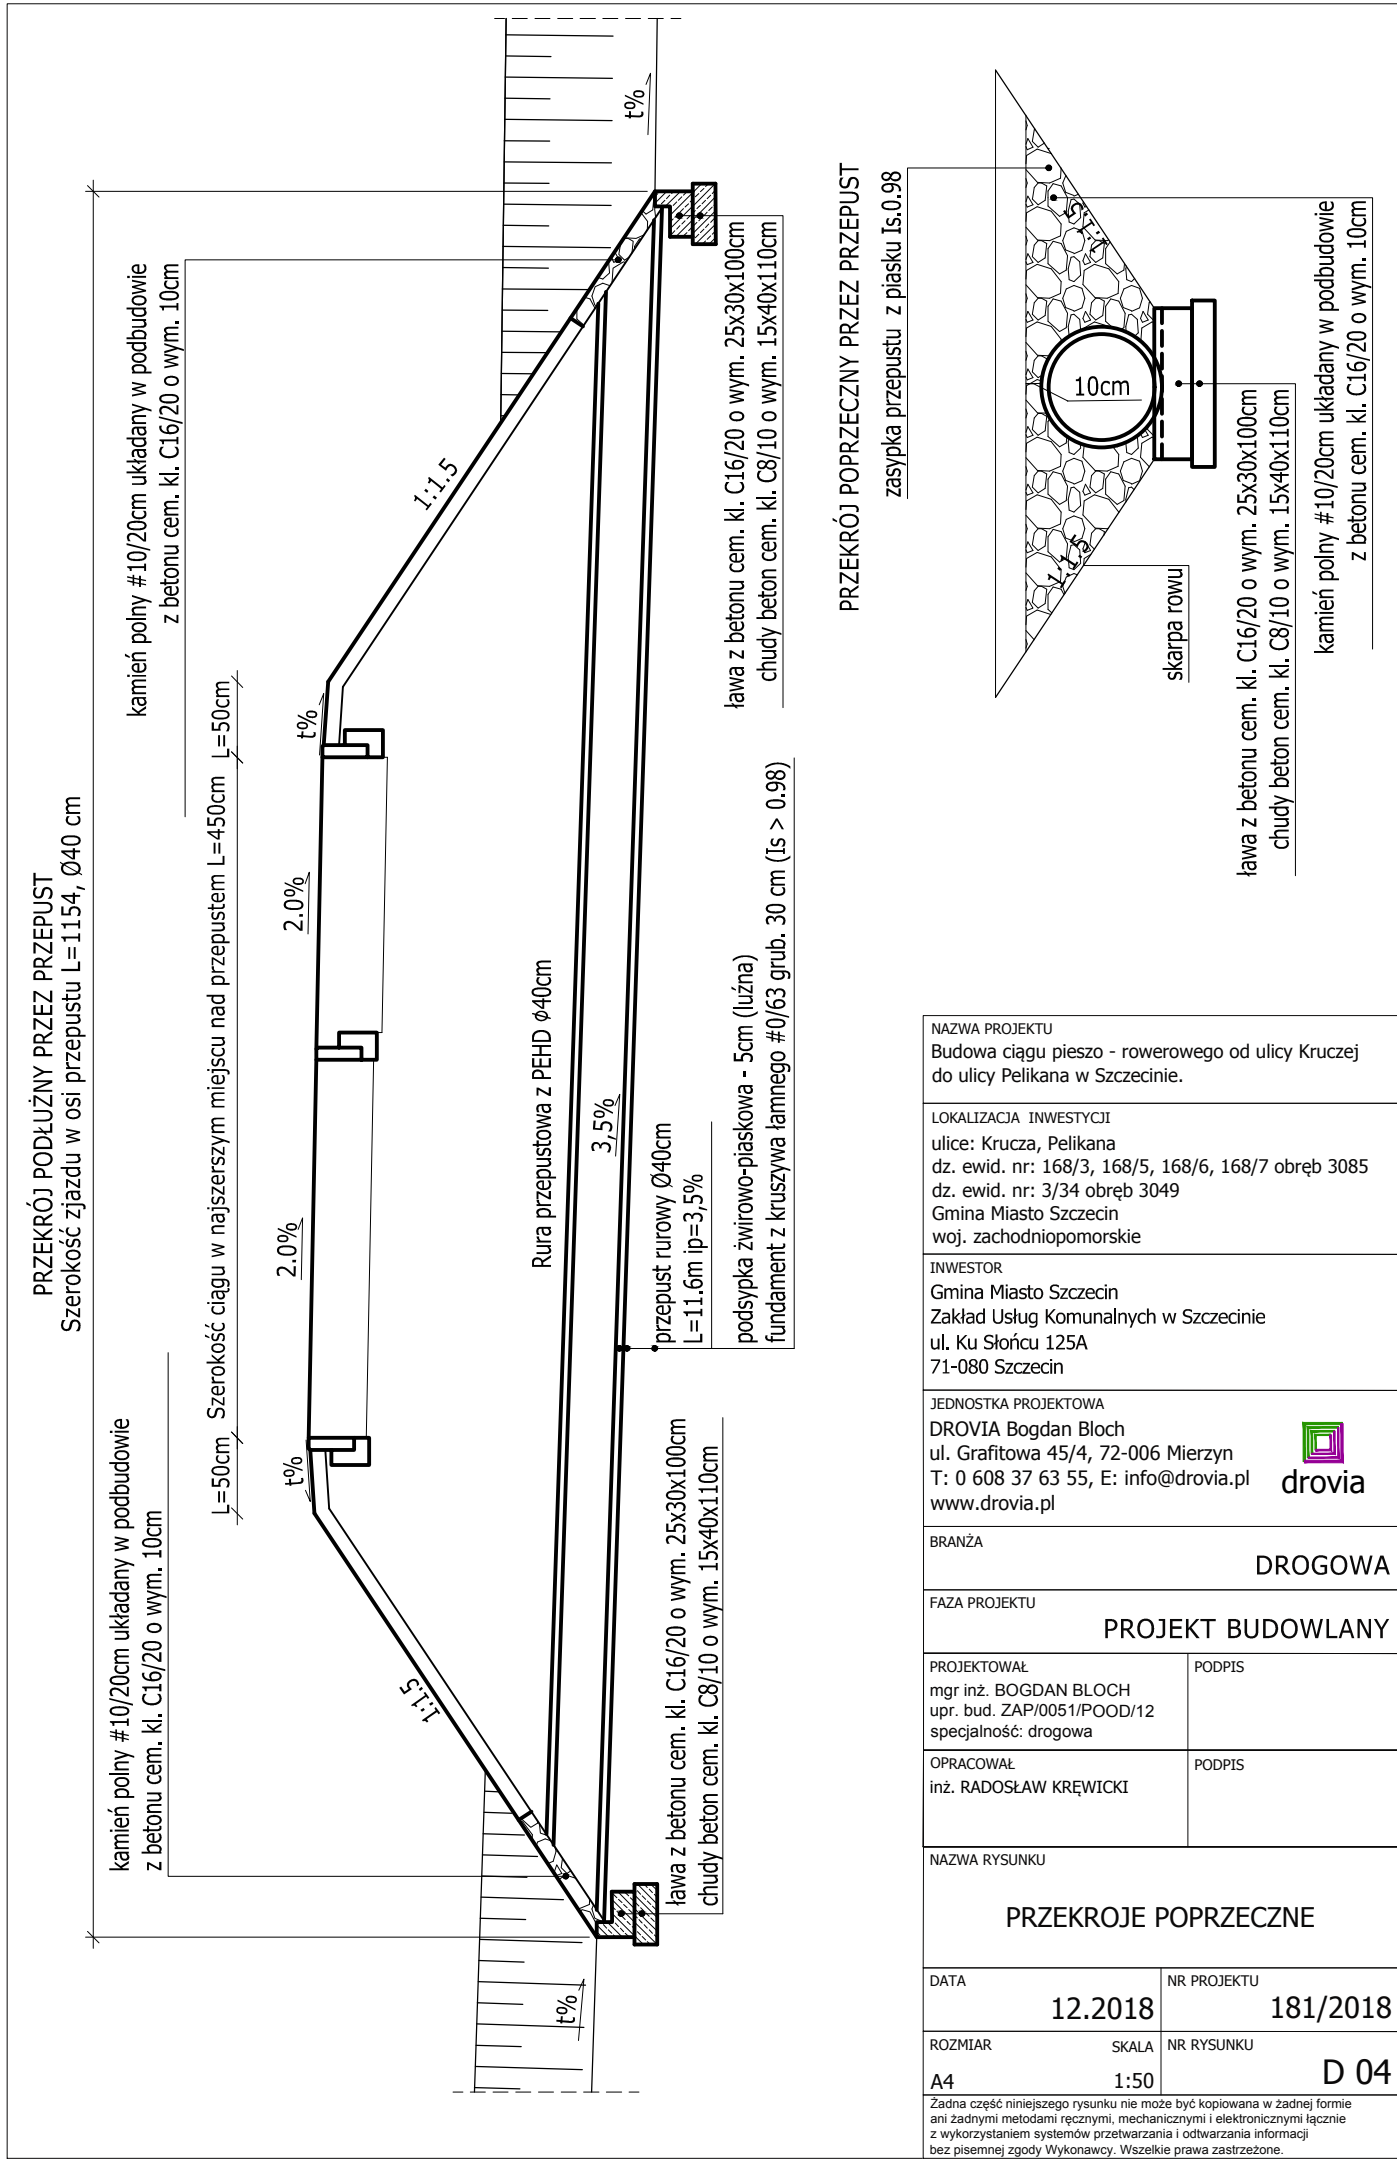 PRZEKRÓJ PODŁUŻNY PRZEZ PRZEPUST
Szerokość zjazdu w osi przepustu L=1154, Ø40 cm
kamień polny #10/20cm układany w podbudowie
z betonu cem. kl. C16/20 o wym. 10cm
kamień polny #10/20cm układany w podbudowie
z betonu cem. kl. C16/20 o wym. 10cm
L=50cm
Szerokość ciągu w najszerszym miejscu nad przepustem L=450cm
L=50cm
t%
2.0%
2.0%
t%
1:1.5
1:1.5
Rura przepustowa z PEHD ϕ40cm
3,5%
t%
t%
przepust rurowy Ø40cm
L=11.6m ip=3,5%
podsypka żwirowo-piaskowa - 5cm (luźna)
fundament z kruszywa łamnego #0/63 grub. 30 cm (Is > 0.98)
ława z betonu cem. kl. C16/20 o wym. 25x30x100cm
chudy beton cem. kl. C8/10 o wym. 15x40x110cm
ława z betonu cem. kl. C16/20 o wym. 25x30x100cm
chudy beton cem. kl. C8/10 o wym. 15x40x110cm
PRZEKRÓJ POPRZECZNY PRZEZ PRZEPUST
zasypka przepustu z piasku Is.0.98
1:1.5
1:1.5
10cm
skarpa rowu
ława z betonu cem. kl. C16/20 o wym. 25x30x100cm
chudy beton cem. kl. C8/10 o wym. 15x40x110cm
kamień polny #10/20cm układany w podbudowie
z betonu cem. kl. C16/20 o wym. 10cm
NAZWA PROJEKTU
Budowa ciągu pieszo - rowerowego od ulicy Kruczej
do ulicy Pelikana w Szczecinie.
LOKALIZACJA INWESTYCJI
ulice: Krucza, Pelikana
dz. ewid. nr: 168/3, 168/5, 168/6, 168/7 obręb 3085
dz. ewid. nr: 3/34 obręb 3049
Gmina Miasto Szczecin
woj. zachodniopomorskie
INWESTOR
Gmina Miasto Szczecin
Zakład Usług Komunalnych w Szczecinie
ul. Ku Słońcu 125A
71-080 Szczecin
JEDNOSTKA PROJEKTOWA
DROVIA Bogdan Bloch
ul. Grafitowa 45/4, 72-006 Mierzyn
T: 0 608 37 63 55, E: info@drovia.pl
www.drovia.pl
drovia
BRANŻA
DROGOWA
FAZA PROJEKTU
PROJEKT BUDOWLANY
PROJEKTOWAŁ
mgr inż. BOGDAN BLOCH
upr. bud. ZAP/0051/POOD/12
specjalność: drogowa
PODPIS
OPRACOWAŁ
inż. RADOSŁAW KRĘWICKI
PODPIS
NAZWA RYSUNKU
PRZEKROJE POPRZECZNE
DATA
12.2018
NR PROJEKTU
181/2018
ROZMIAR
A4
SKALA
1:50
NR RYSUNKU
D 04
Żadna część niniejszego rysunku nie może być kopiowana w żadnej formie
ani żadnymi metodami ręcznymi, mechanicznymi i elektronicznymi łącznie
z wykorzystaniem systemów przetwarzania i odtwarzania informacji
bez pisemnej zgody Wykonawcy. Wszelkie prawa zastrzeżone.